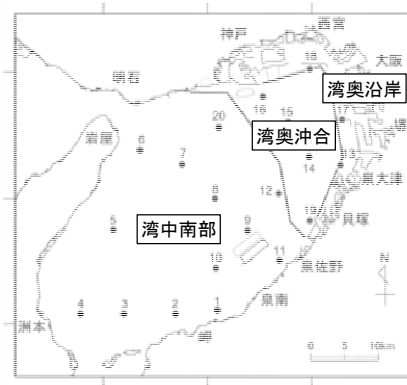 西宮
神戸
大阪
明石
18
湾奥沿岸
16
17
堺
20
15
岩屋
湾奥沖合
6
13
7
14
泉大津
8
12
19
貝塚
5
湾中南部
9
11
泉佐野
10
N
4
3
2
1
泉南
洲本
岬
0 5 10km